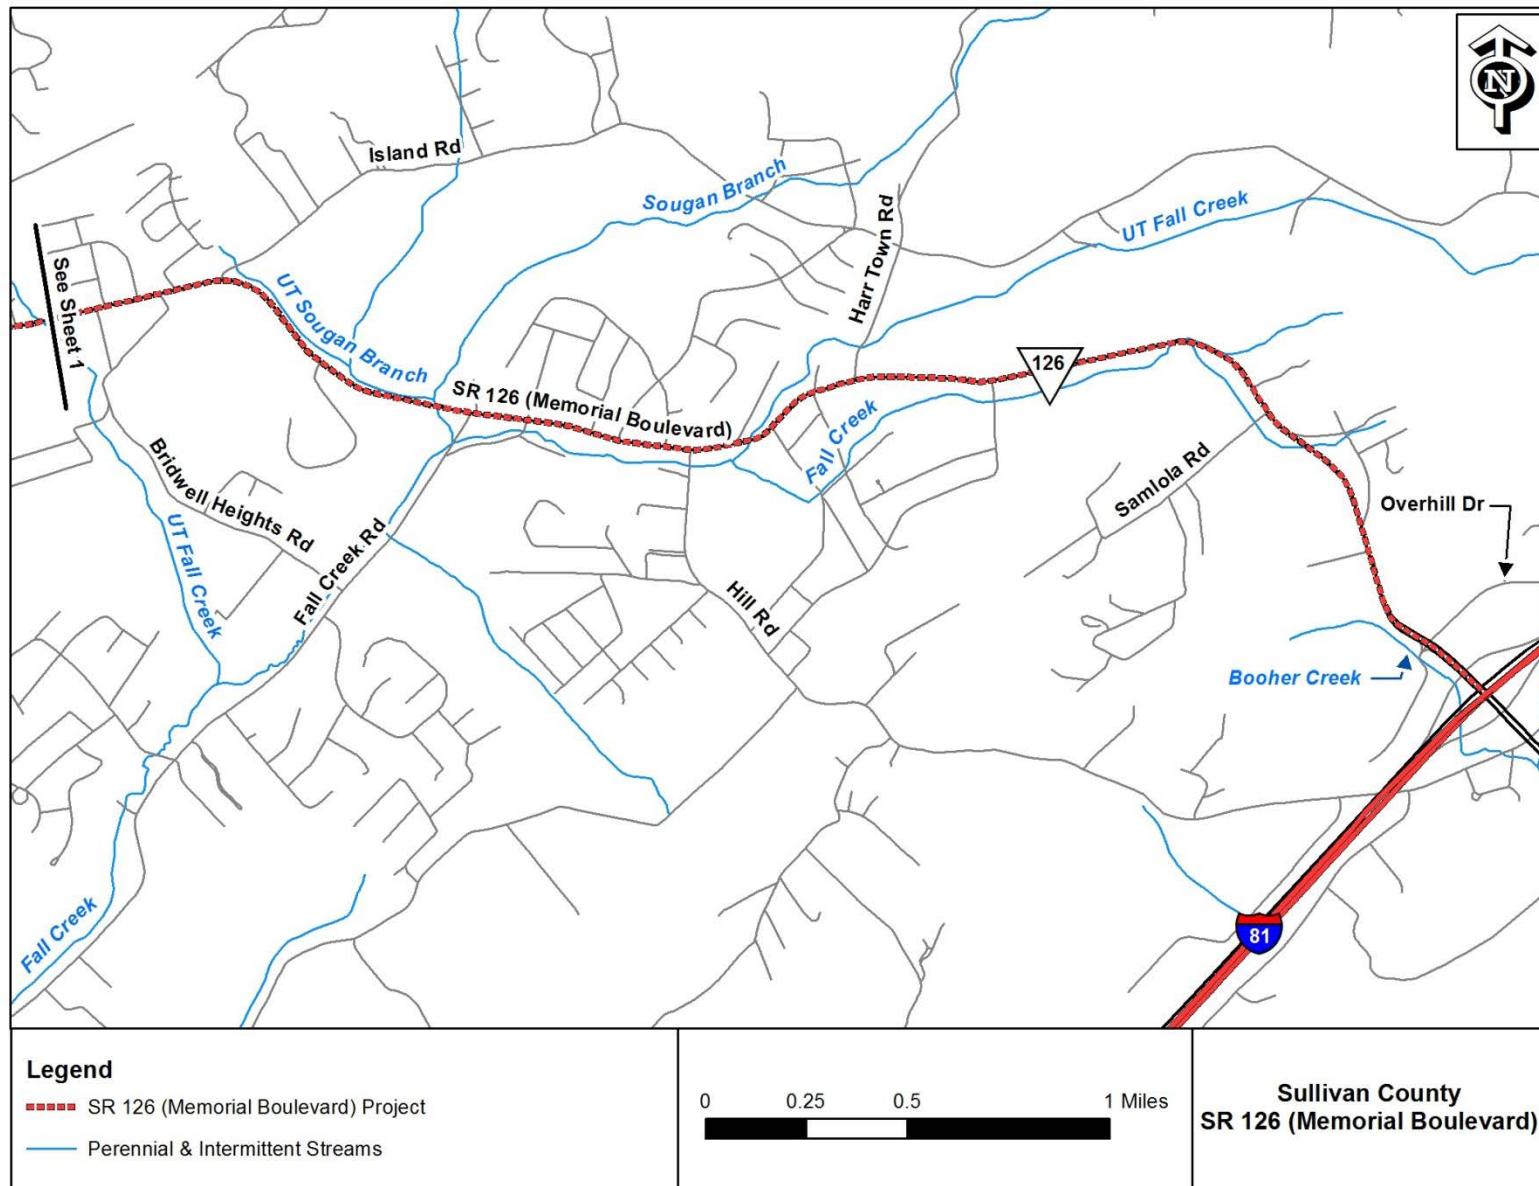 N
Island Rd
Sougan Branch
Harr Town Rd
UT Fall Creek
See Sheet 1
UT Sougan Branch
SR 126 (Memorial Boulevard)
126
Fall Creek
Bridwell Heights Rd
UT Fall Creek
Fall Creek Rd
Hill Rd
Samlola Rd
Overhill Dr
Booher Creek
Fall Creek
81
Legend
SR 126 (Memorial Boulevard) Project
Perennial & Intermittent Streams
0 0.25 0.5 1 Miles
Sullivan County
SR 126 (Memorial Boulevard)